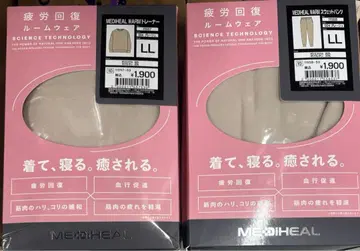 疲労回復
ルームウェア
SCIENCE TECHNOLOGY
MEDIHEAL WARMトレーナー
LL
¥1,900
着て、寝る。癒される。
疲労回復
血行促進
筋肉のハリ、コリの緩和
筋肉の疲れを軽減
MEDIHEAL
疲労回復
ルームウェア
SCIENCE TECHNOLOGY
MEDIHEAL WARMスウェットパンツ
LL
¥1,900
着て、寝る。癒される。
疲労回復
血行促進
筋肉のハリ、コリの緩和
筋肉の疲れを軽減
MEDIHEAL